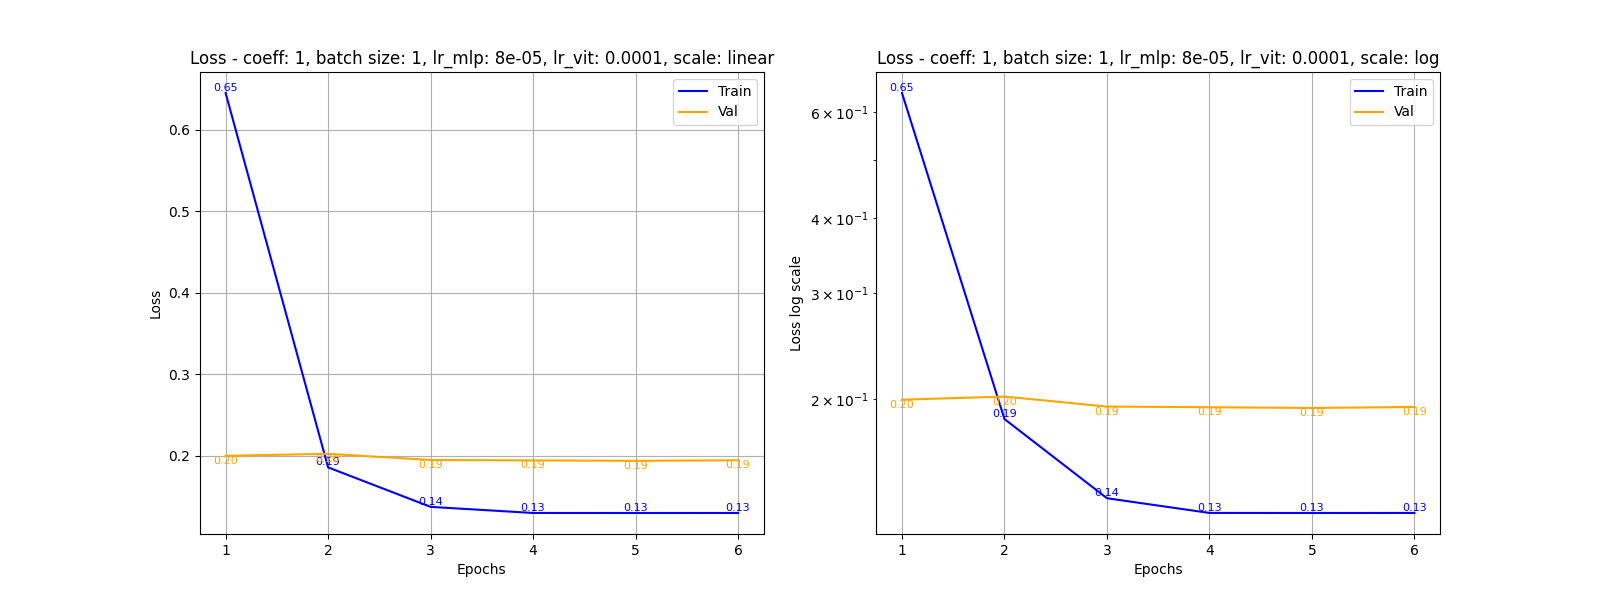 Loss - coeff: 1, batch size: 1, lr_mlp: 8e-05, lr_vit: 0.0001, scale: linear
Train
Val
Loss
0.6
0.5
0.4
0.3
0.2
0.65
0.19
0.14
0.13
0.13
0.13
0.20
0.20
0.19
0.19
0.19
0.19
1 2 3 4 5 6
Epochs
Loss - coeff: 1, batch size: 1, lr_mlp: 8e-05, lr_vit: 0.0001, scale: log
Train
Val
Loss log scale
6 × 10⁻¹
4 × 10⁻¹
3 × 10⁻¹
2 × 10⁻¹
0.65
0.19
0.14
0.13
0.13
0.13
0.20
0.20
0.19
0.19
0.19
0.19
1 2 3 4 5 6
Epochs